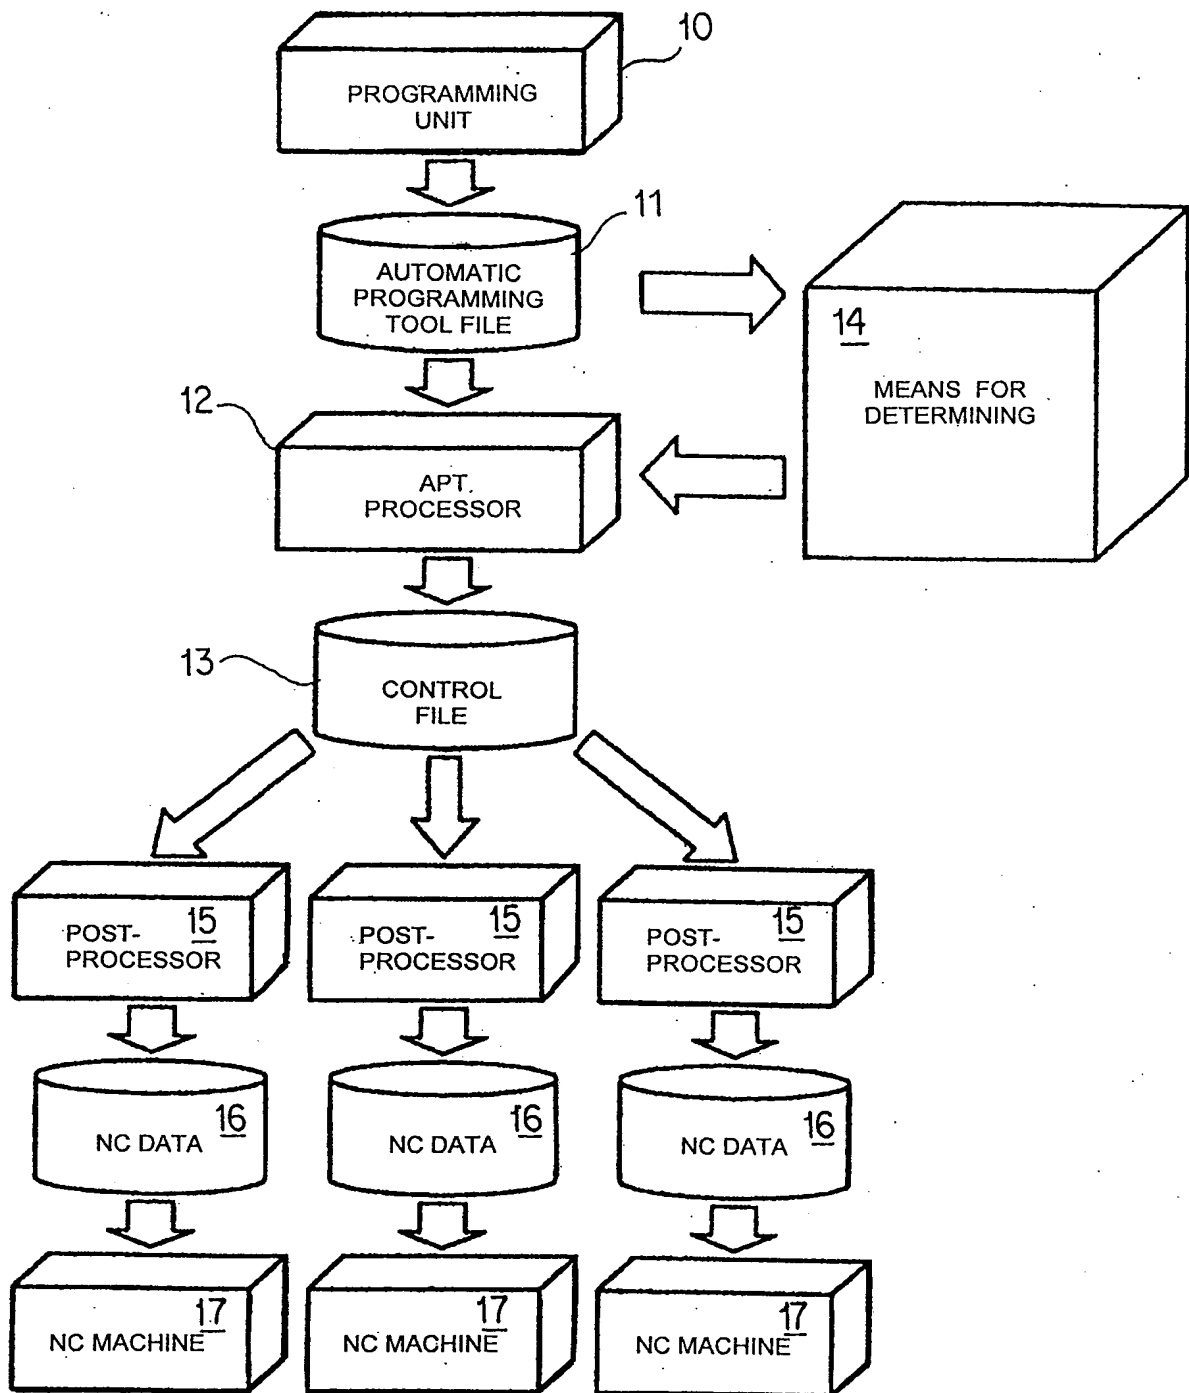 10
PROGRAMMING
UNIT
11
AUTOMATIC
PROGRAMMING
TOOL FILE
14
MEANS FOR
DETERMINING
12
APT.
PROCESSOR
13
CONTROL
FILE
15
POST-
PROCESSOR
15
POST-
PROCESSOR
15
POST-
PROCESSOR
16
NC DATA
16
NC DATA
16
NC DATA
17
NC MACHINE
17
NC MACHINE
17
NC MACHINE